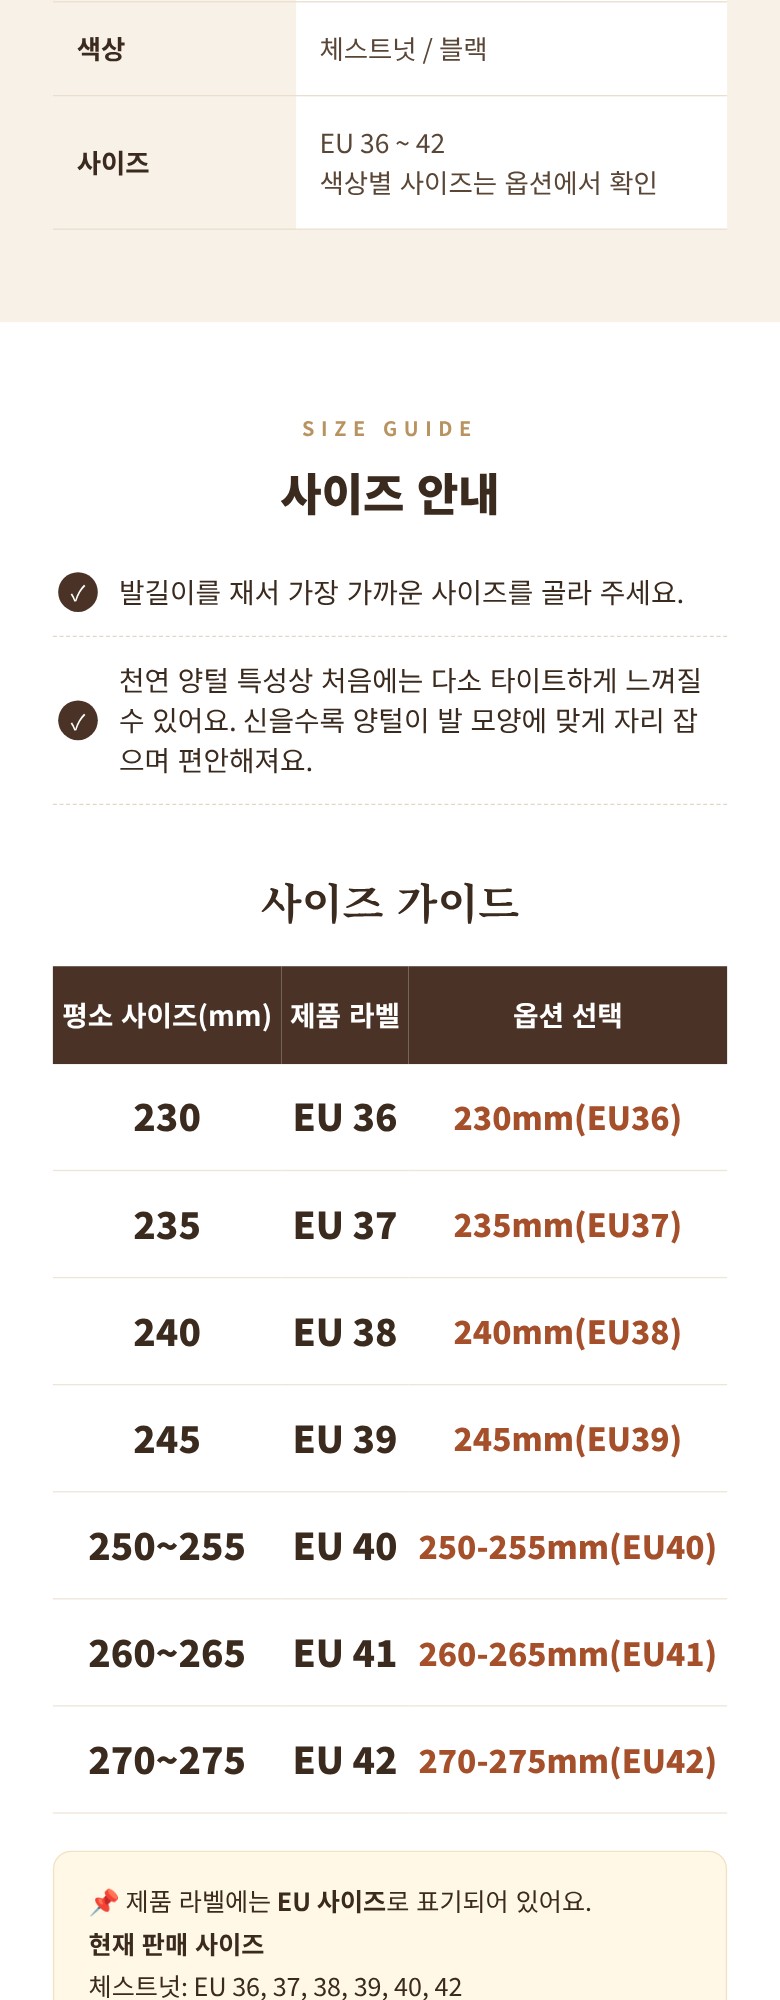 색상
체스트넛 / 블랙
사이즈
EU 36 ~ 42
색상별 사이즈는 옵션에서 확인
SIZE GUIDE
사이즈 안내
✓ 발길이를 재서 가장 가까운 사이즈를 골라 주세요.
✓ 천연 양털 특성상 처음에는 다소 타이트하게 느껴질
수 있어요. 신을수록 양털이 발 모양에 맞게 자리 잡
으며 편안해져요.
사이즈 가이드
평소 사이즈(mm) 제품 라벨 옵션 선택
230 EU 36 230mm(EU36)
235 EU 37 235mm(EU37)
240 EU 38 240mm(EU38)
245 EU 39 245mm(EU39)
250~255 EU 40 250-255mm(EU40)
260~265 EU 41 260-265mm(EU41)
270~275 EU 42 270-275mm(EU42)
📌 제품 라벨에는 EU 사이즈로 표기되어 있어요.
현재 판매 사이즈
체스트넛: EU 36, 37, 38, 39, 40, 42